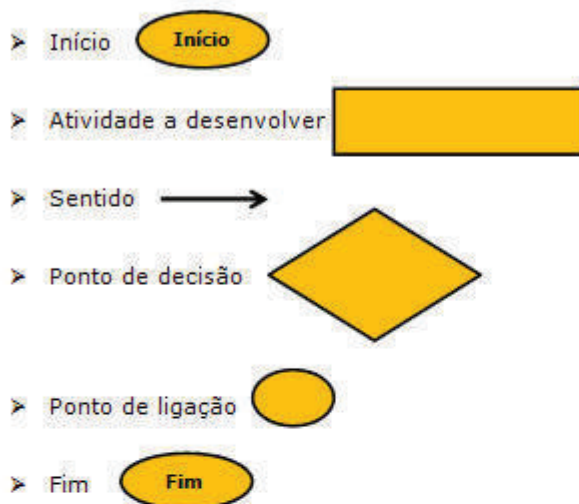 ➢ Início Início
➢ Atividade a desenvolver
➢ Sentido
➢ Ponto de decisão
➢ Ponto de ligação
➢ Fim Fim